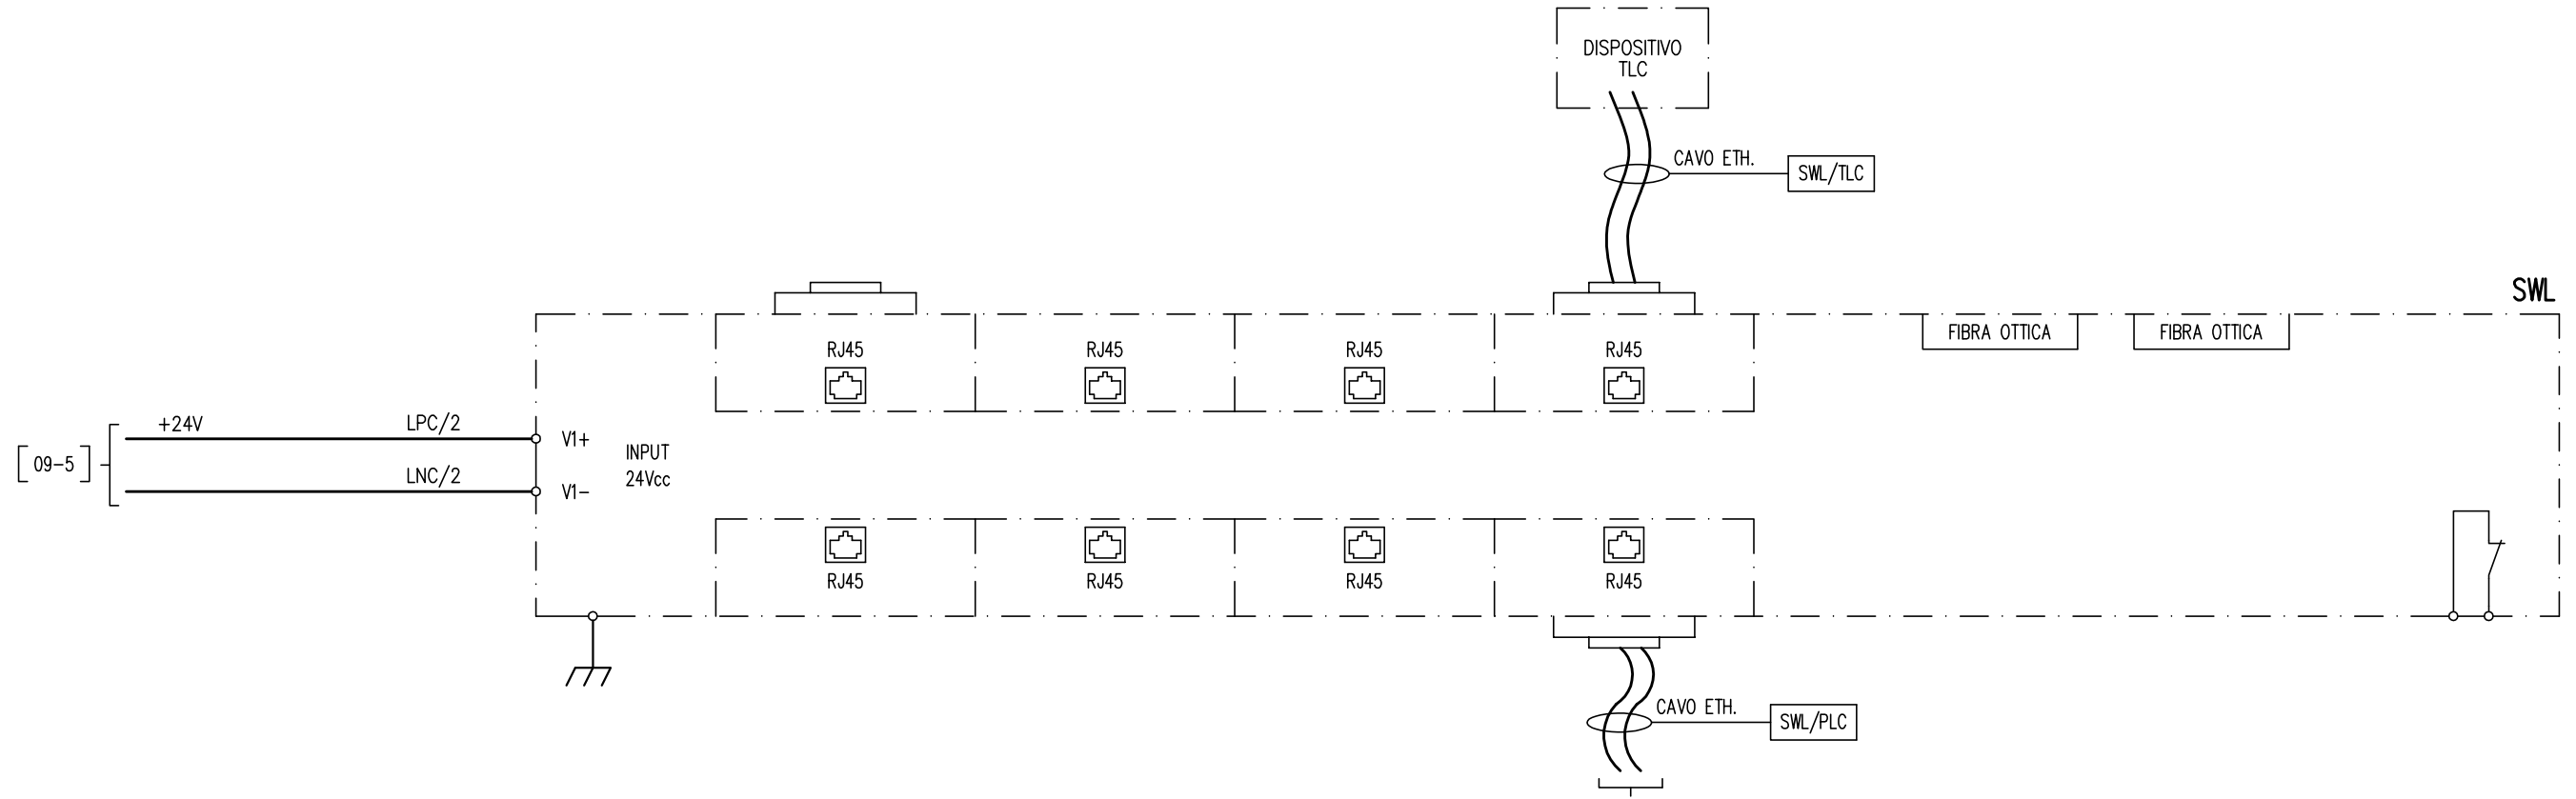 DISPOSITIVO
TLC
CAVO ETH.
SWL/TLC
SWL
FIBRA OTTICA
FIBRA OTTICA
RJ45
RJ45
RJ45
RJ45
+24V
LPC/2
V1+
INPUT
24Vcc
09-5
LNC/2
V1-
RJ45
RJ45
RJ45
RJ45
CAVO ETH.
SWL/PLC